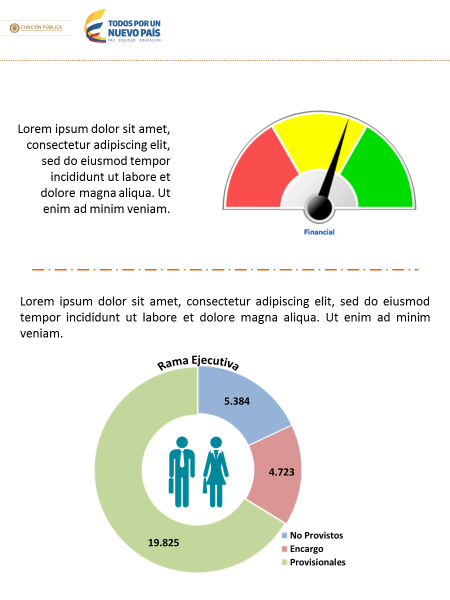 FUNCIÓN PÚBLICA
TODOS POR UN
NUEVO PAÍS
PAZ EQUIDAD EDUCACIÓN
Lorem ipsum dolor sit amet,
consectetur adipiscing elit,
sed do eiusmod tempor
incididunt ut labore et
dolore magna aliqua. Ut
enim ad minim veniam.
Financial
Lorem ipsum dolor sit amet, consectetur adipiscing elit, sed do eiusmod
tempor incididunt ut labore et dolore magna aliqua. Ut enim ad minim
veniam.
Rama Ejecutiva
5.384
4.723
19.825
No Provistos
Encargo
Provisionales